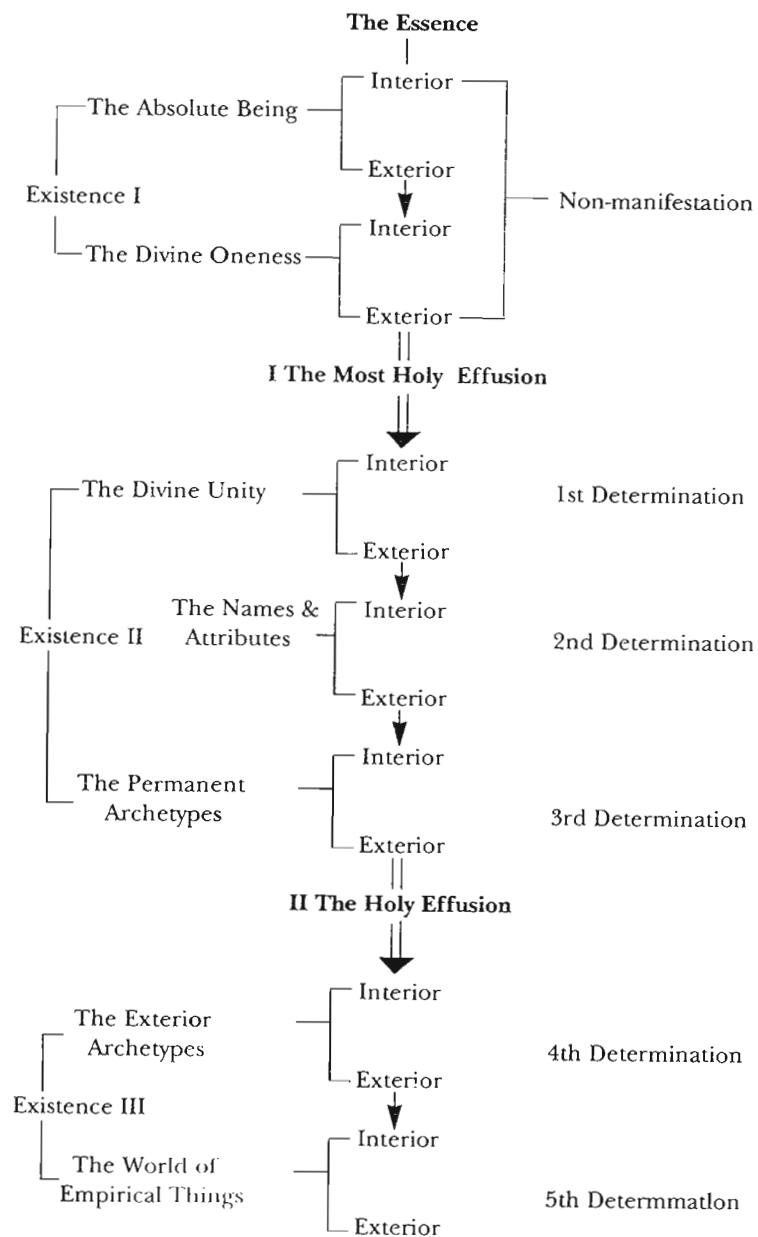 The Essence
Interior
The Absolute Being
Exterior
Existence I
Non-manifestation
Interior
The Divine Oneness
Exterior
I The Most Holy Effusion
Interior
The Divine Unity
1st Determination
Exterior
The Names &
Attributes
Interior
Existence II
2nd Determination
Exterior
Interior
The Permanent
Archetypes
3rd Determination
Exterior
II The Holy Effusion
Interior
The Exterior
Archetypes
4th Determination
Exterior
Existence III
Interior
The World of
Empirical Things
5th Determmatlon
Exterior